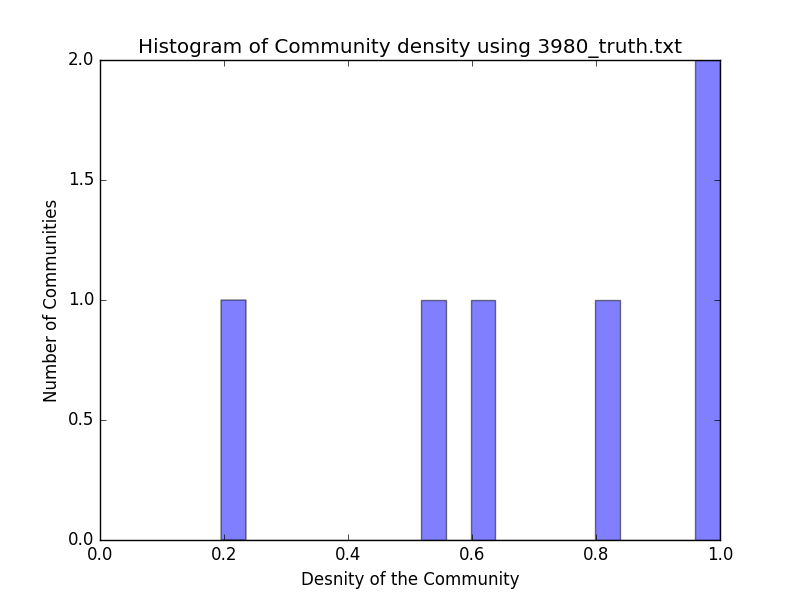 Histogram of Community density using 3980_truth.txt
2.0
1.5
1.0
0.5
0.0
Number of Communities
0.0 0.2 0.4 0.6 0.8 1.0
Desnity of the Community